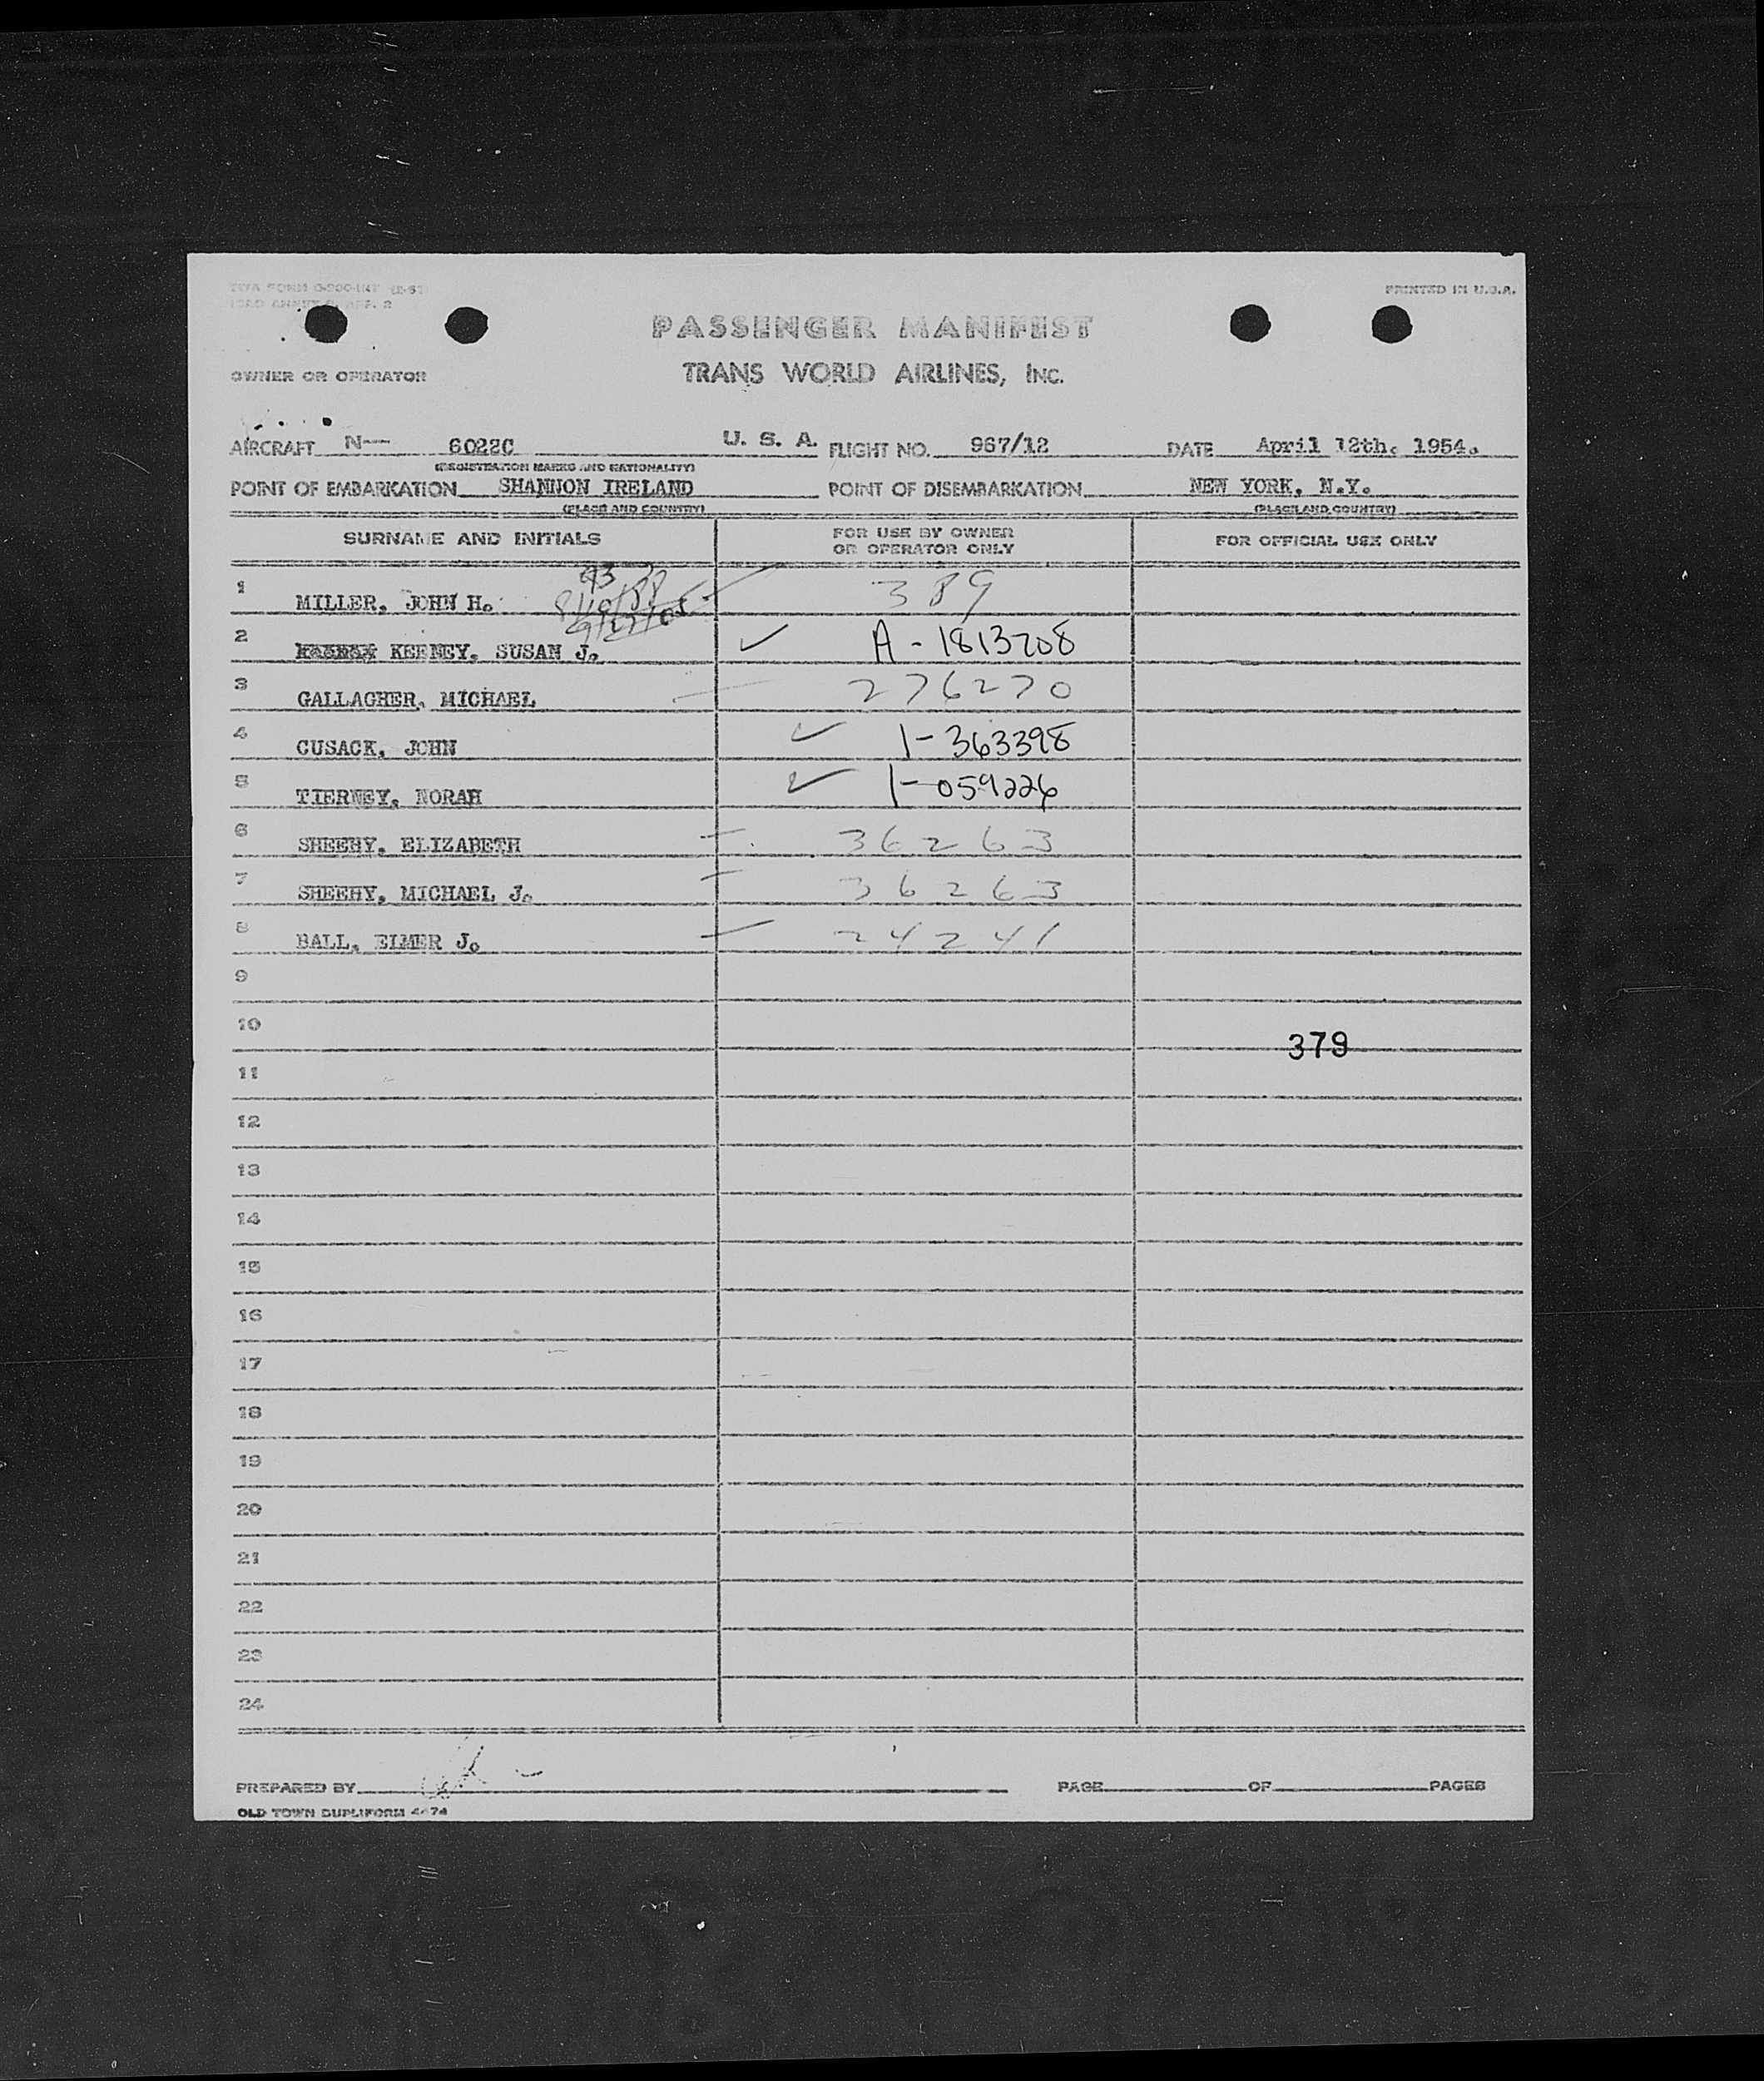 TWA FORM
PRINTED IN U.S.A.
PASSENGER MANIFEST
OWNER OR OPERATOR TRANS WORLD AIRLINES, INC.
AIRCRAFT N— 6022C U. S. A. FLIGHT NO. 967/12 DATE April 12th. 1954.
(REGISTRATION MARKS AND NATIONALITY)
POINT OF EMBARKATION SHANNON IRELAND POINT OF DISEMBARKATION NEW YORK, N.Y.
(PLACE AND COUNTRY) (PLACE AND COUNTRY)
SURNAME AND INITIALS FOR USE BY OWNER OR OPERATOR ONLY FOR OFFICIAL USE ONLY
1 MILLER, JOHN H. 389
2 KEENEY, SUSAN J. ✓ A-1813708
3 GALLAGHER, MICHAEL 276270
4 CUSACK, JOHN ✓ 1-363398
5 TIERNEY, NORAH ✓ 1-059226
6 SHEEHY, ELIZABETH 36263
7 SHEEHY, MICHAEL J. 36263
8 BALL, ELMER J. 24241
9
10 379
11
12
13
14
15
16
17
18
19
20
21
22
23
24
PREPARED BY PAGE OF PAGES
OLD TOWN DUPLIFORM 4474